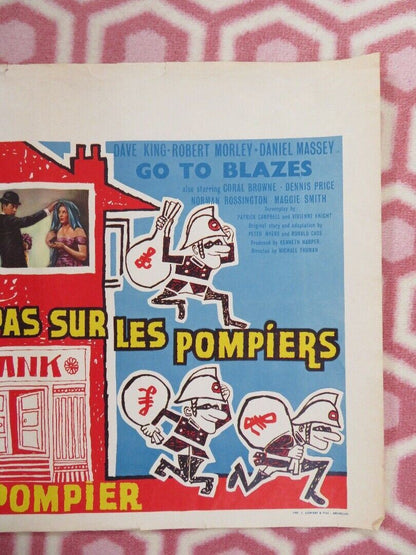 DAVE KING·ROBERT MORLEY·DANIEL MASSEY
GO TO BLAZES
also starring CORAL BROWNE · DENNIS PRICE
NORMAN ROSSINGTON MAGGIE SMITH
Screenplay by
PATRICK CAMPBELL and VIVIENNE KNIGHT
Original story and adaptation by
PETER MYERS and RONALD CASS
Produced by KENNETH HARPER
Directed by MICHAEL TRUMAN
PAS SUR LES POMPIERS
ANK
POMPIER